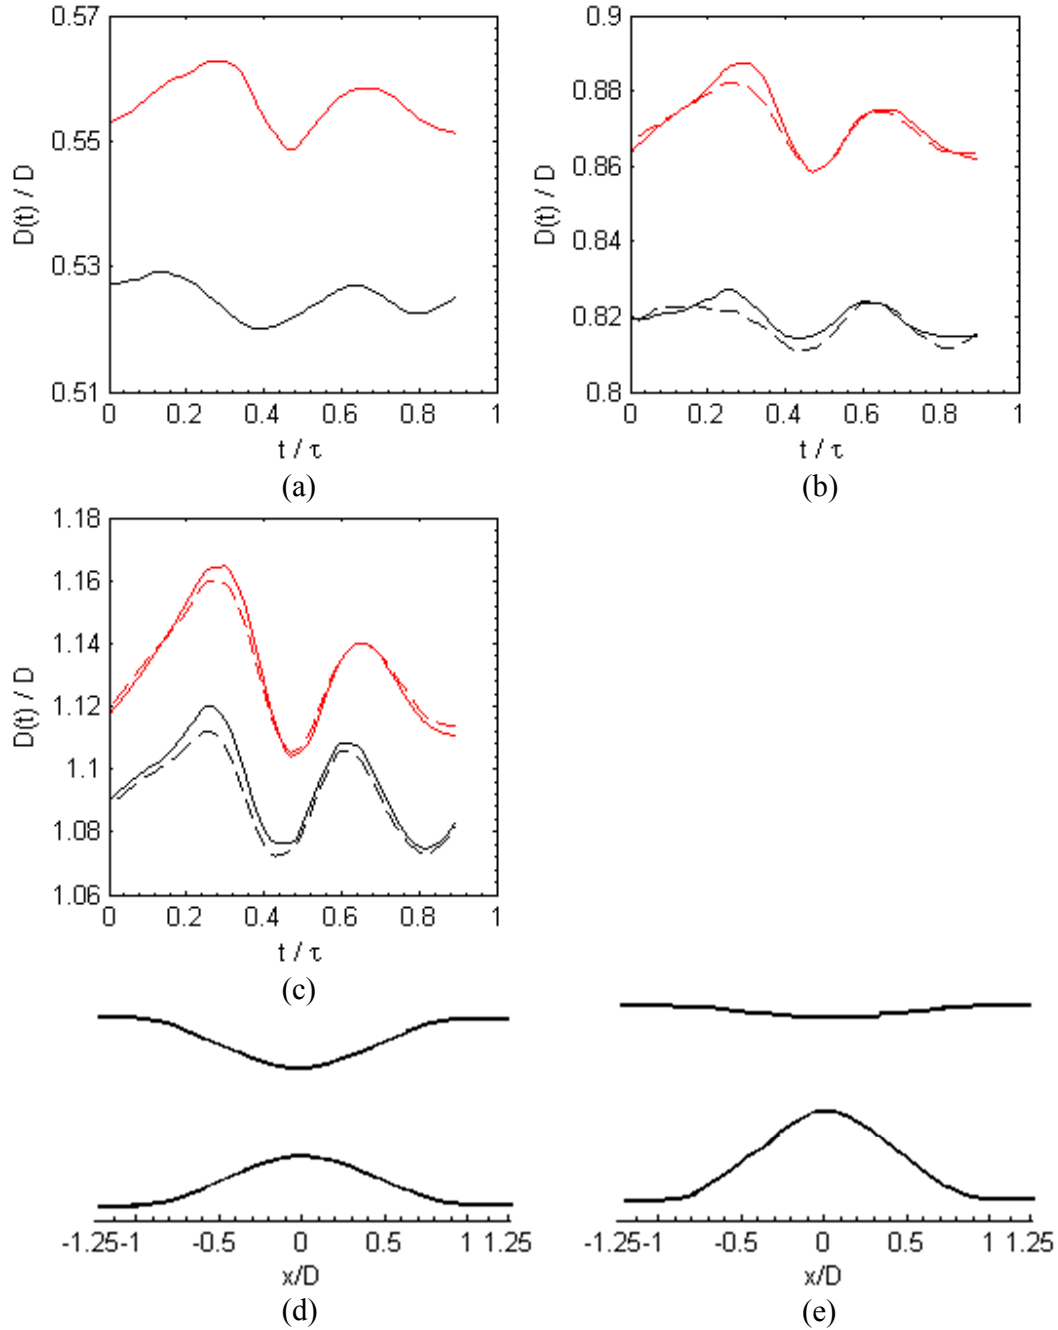 0.57
0.55
0.53
0.51
D(t) / D
0 0.2 0.4 0.6 0.8 1
t / τ
(a)
0.9
0.88
0.86
0.84
0.82
0.8
D(t) / D
0 0.2 0.4 0.6 0.8 1
t / τ
(b)
1.18
1.16
1.14
1.12
1.1
1.08
1.06
D(t) / D
0 0.2 0.4 0.6 0.8 1
t / τ
(c)
-1.25 -1 -0.5 0 0.5 1 1.25
x/D
(d)
-1.25 -1 -0.5 0 0.5 1 1.25
x/D
(e)